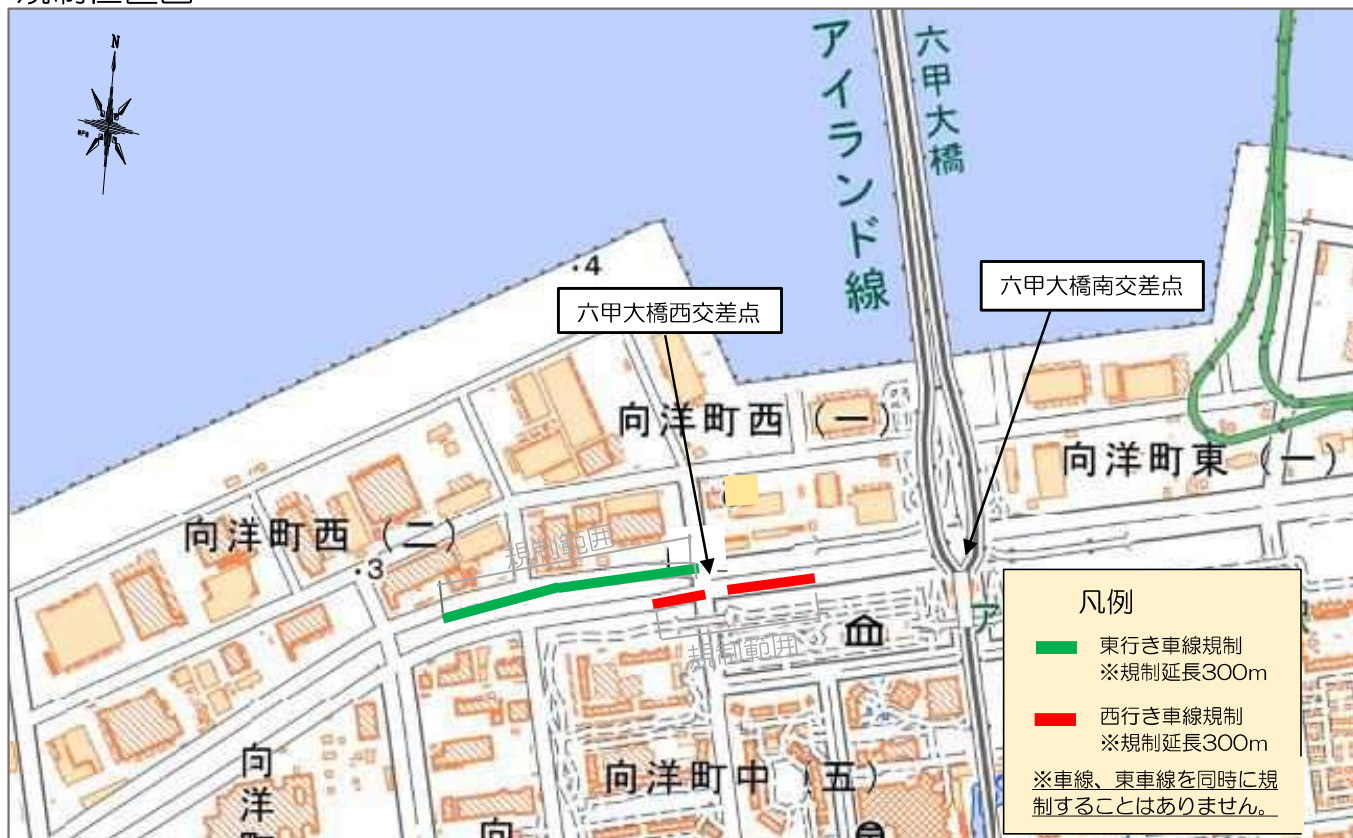 N
アイランド線
六甲大橋
・4
六甲大橋西交差点
六甲大橋南交差点
向洋町西（一）
向洋町東（一）
向洋町西（二）
・3
規制範囲
規制範囲
向洋町中（五）
向洋町
向
ア
凡例
東行き車線規制
※規制延長300m
西行き車線規制
※規制延長300m
※車線、東車線を同時に規
制することはありません。